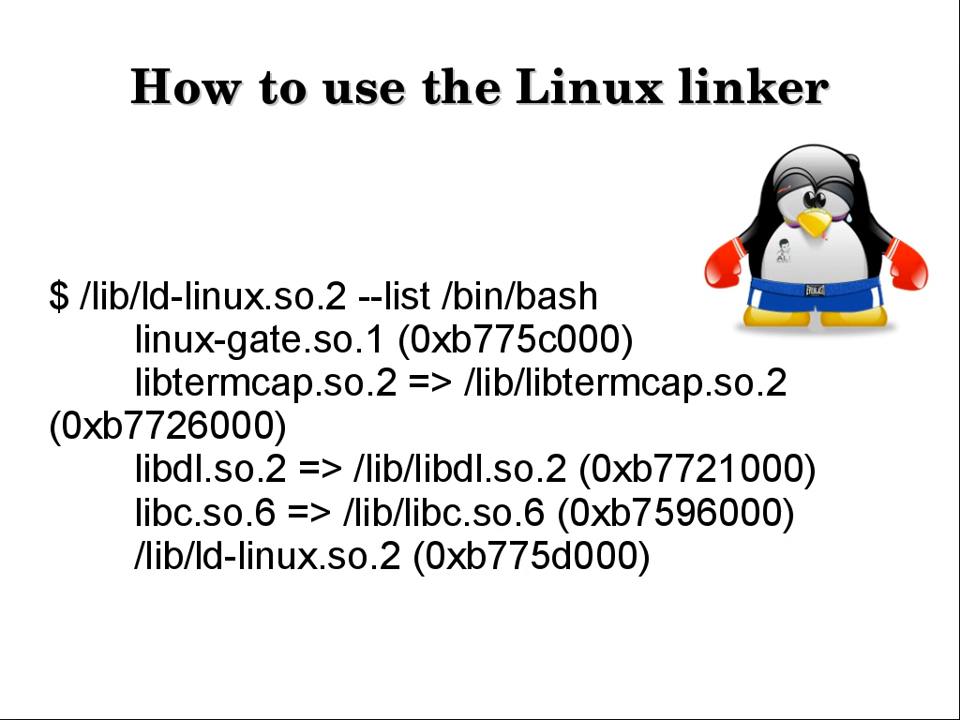 How to use the Linux linker
$ /lib/ld-linux.so.2 --list /bin/bash
linux-gate.so.1 (0xb775c000)
libtermcap.so.2 => /lib/libtermcap.so.2
(0xb7726000)
libdl.so.2 => /lib/libdl.so.2 (0xb7721000)
libc.so.6 => /lib/libc.so.6 (0xb7596000)
/lib/ld-linux.so.2 (0xb775d000)